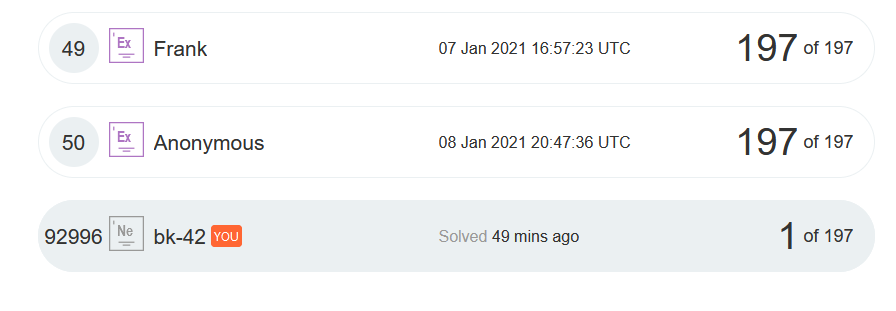 49 Ex Frank 07 Jan 2021 16:57:23 UTC 197 of 197
50 Ex Anonymous 08 Jan 2021 20:47:36 UTC 197 of 197
92996 Ne bk-42 YOU Solved 49 mins ago 1 of 197